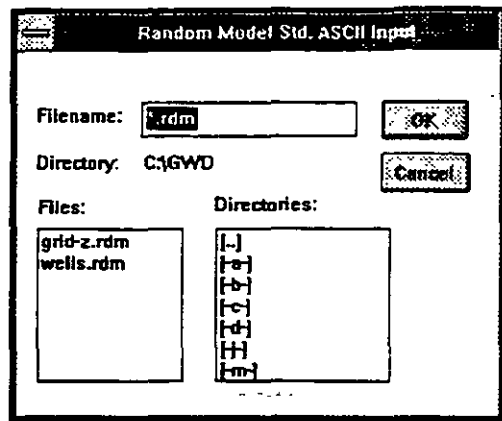 Random Model Std. ASCII Input
Filename: *.rdm OK
Directory: C:\GWD Cancel
Files: Directories:
grid-z.rdm [..]
wells.rdm [-a-]
[-b-]
[-c-]
[-d-]
[-m-]